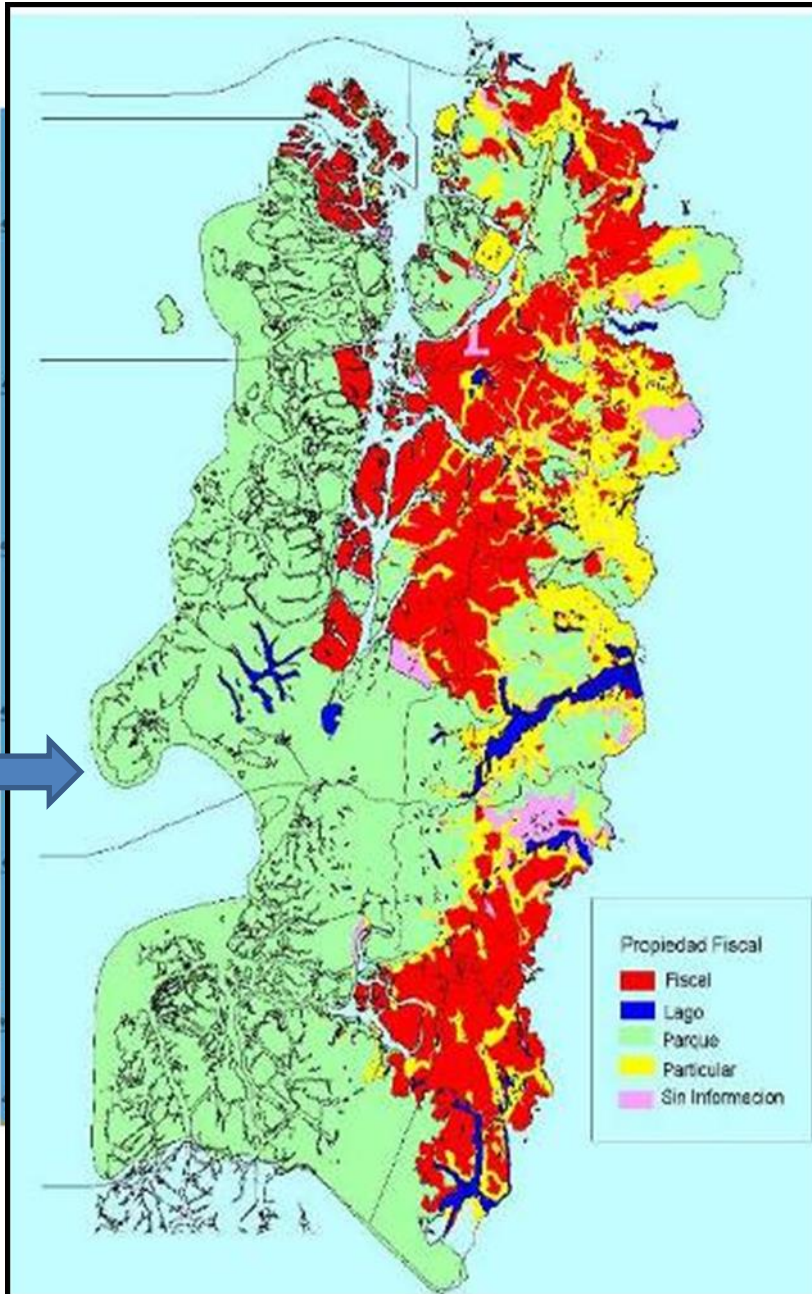 Propiedad Fiscal
Fiscal
Lago
Parque
Particular
Sin Informacion